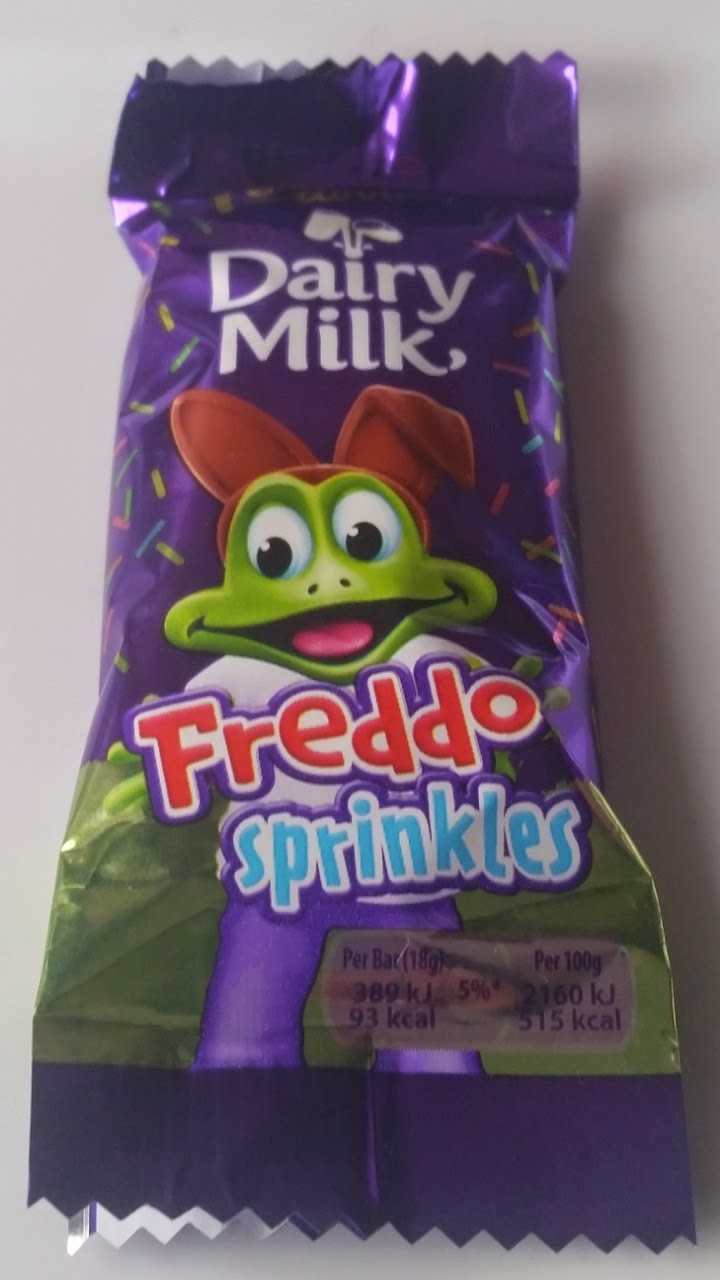 Dairy
Milk
Freddo
sprinkles
Per Bar (18g) Per 100g
389 kJ 5%* 2160 kJ
93 kcal 515 kcal